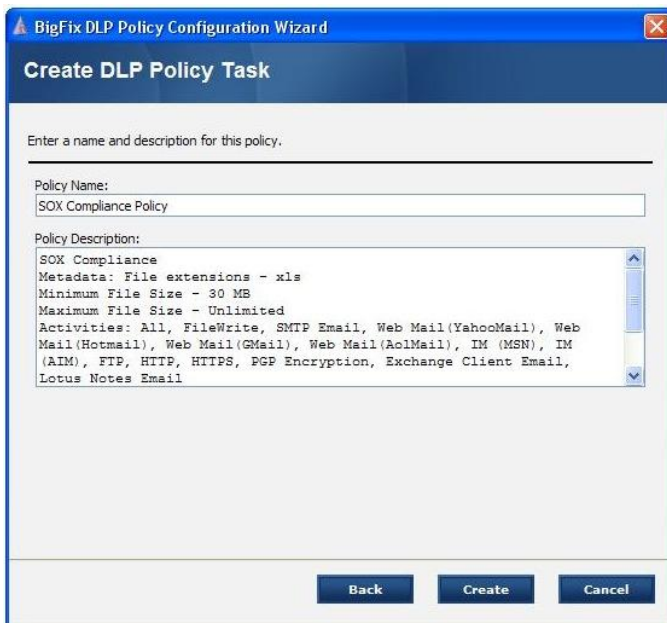 BigFix DLP Policy Configuration Wizard
Create DLP Policy Task
Enter a name and description for this policy.
Policy Name:
SOX Compliance Policy
Policy Description:
SOX Compliance
Metadata: File extensions - xls
Minimum File Size - 30 MB
Maximum File Size - Unlimited
Activities: All, FileWrite, SMTP Email, Web Mail(YahooMail), Web
Mail(Hotmail), Web Mail(GMail), Web Mail(AolMail), IM (MSN), IM
(AIM), FTP, HTTP, HTTPS, PGP Encryption, Exchange Client Email,
Lotus Notes Email
Back Create Cancel